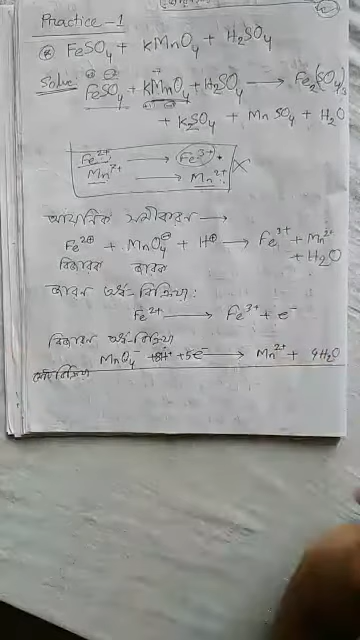 Practice-1
FeSO₄ + KMnO₄ + H₂SO₄
Solve FeSO₄ + KMnO₄ + H₂SO₄ → Fe₂(SO₄)₃
+ K₂SO₄ + MnSO₄ + H₂O
Fe²⁺ → Fe³⁺
Mn⁷⁺ → Mn²⁺ ×
আয়নিক সমীকরণ →
Fe²⁺ + MnO₄⁻ + H⁺ → Fe³⁺ + Mn²⁺
+ H₂O
বিজারক জারক
জারণ অর্ধ-বিক্রিয়া:
Fe²⁺ → Fe³⁺ + e⁻
বিজারণ অর্ধ-বিক্রিয়া
MnO₄⁻ + 8H⁺ + 5e⁻ → Mn²⁺ + 4H₂O